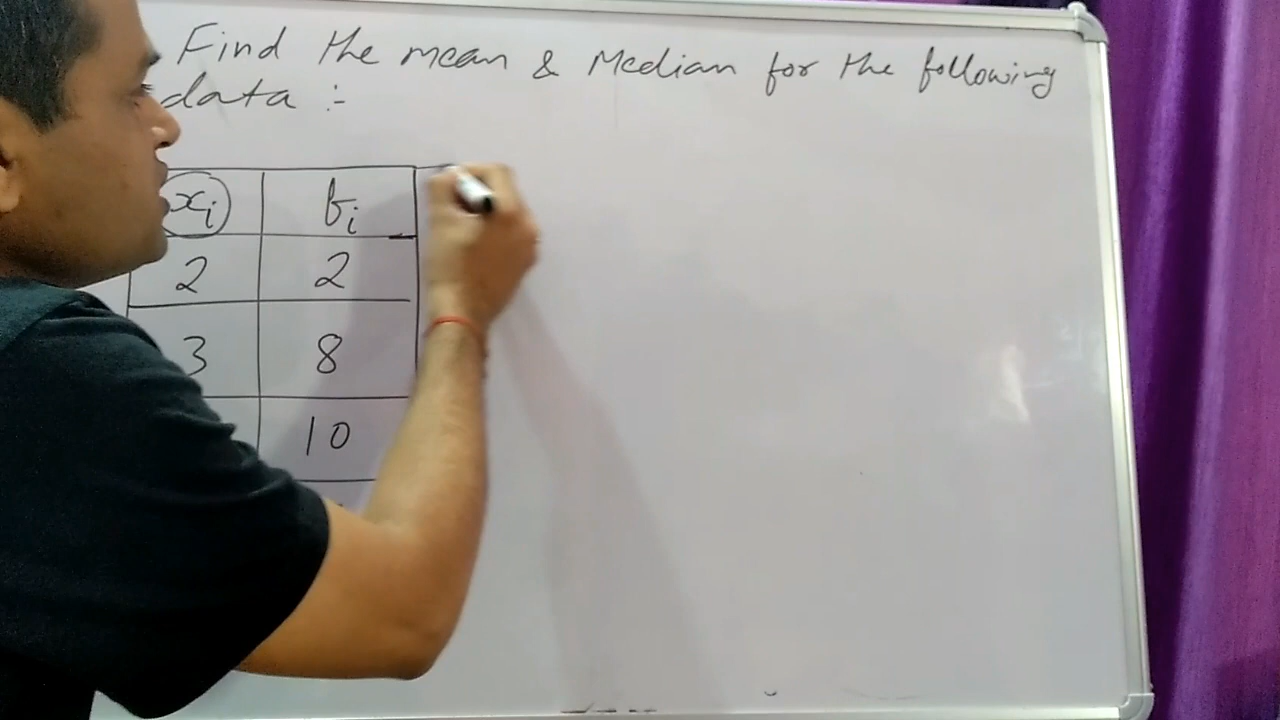 Find the mean & Median for the following
data :-
xi fi
2 2
3 8
10